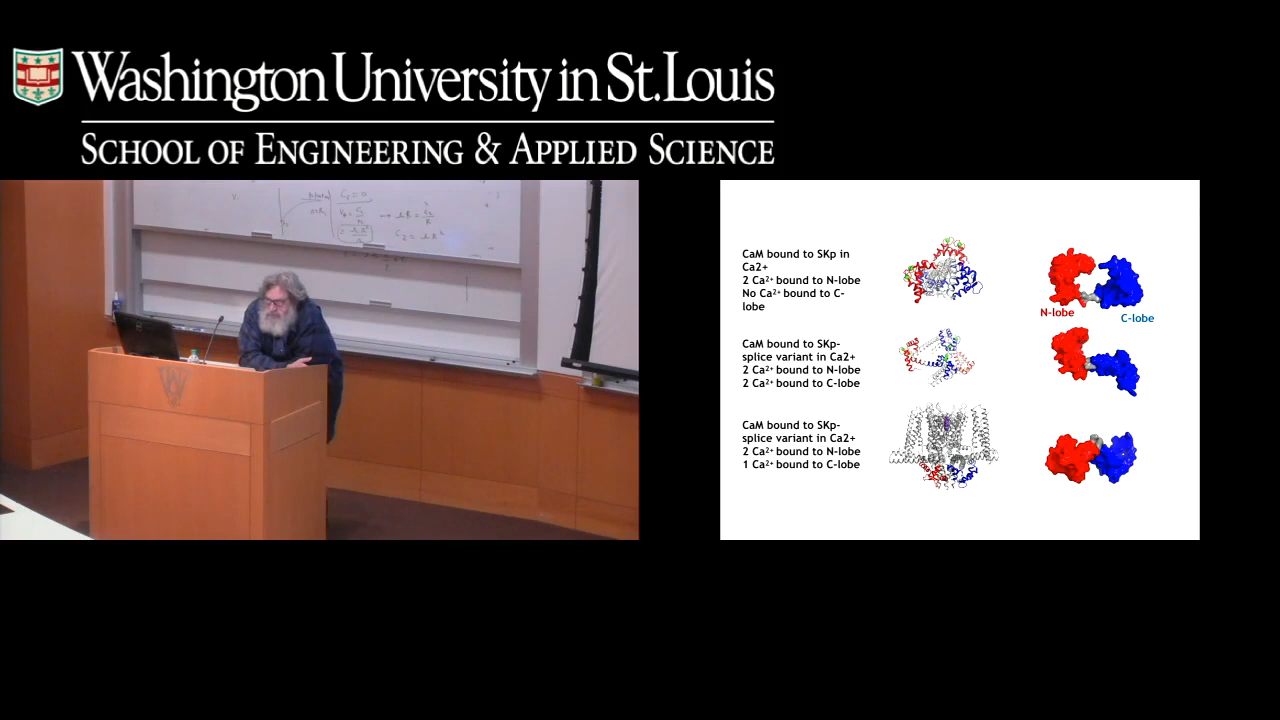 Washington University in St. Louis
SCHOOL OF ENGINEERING & APPLIED SCIENCE
CaM bound to SKp in
Ca2+
2 Ca²⁺ bound to N-lobe
No Ca²⁺ bound to C-
lobe
N-lobe
C-lobe
CaM bound to SKp-
splice variant in Ca2+
2 Ca²⁺ bound to N-lobe
2 Ca²⁺ bound to C-lobe
CaM bound to SKp-
splice variant in Ca2+
2 Ca²⁺ bound to N-lobe
1 Ca²⁺ bound to C-lobe